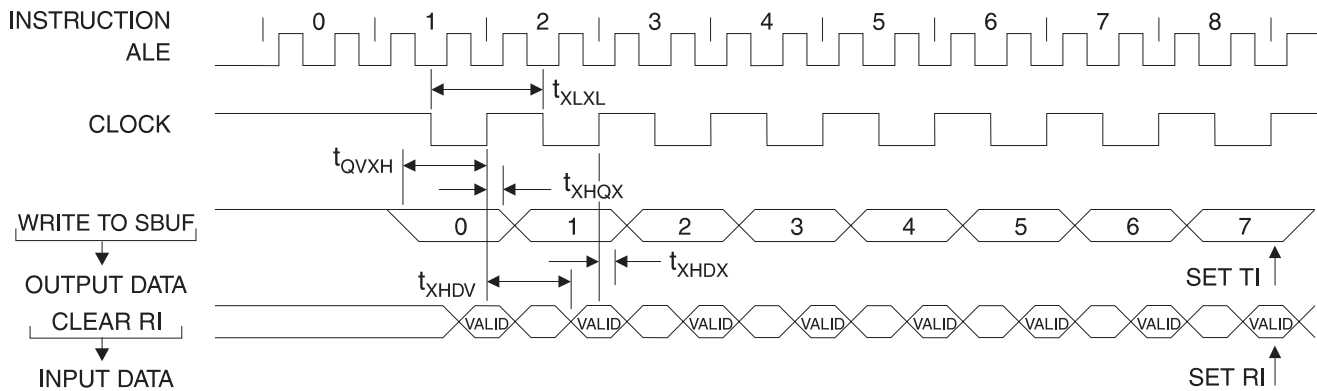 INSTRUCTION 0 1 2 3 4 5 6 7 8
ALE
tXLXL
CLOCK
tQVXH
tXHQX
WRITE TO SBUF 0 1 2 3 4 5 6 7
tXHDX
tXHDV
OUTPUT DATA SET TI
CLEAR RI VALID VALID VALID VALID VALID VALID VALID VALID
INPUT DATA SET RI